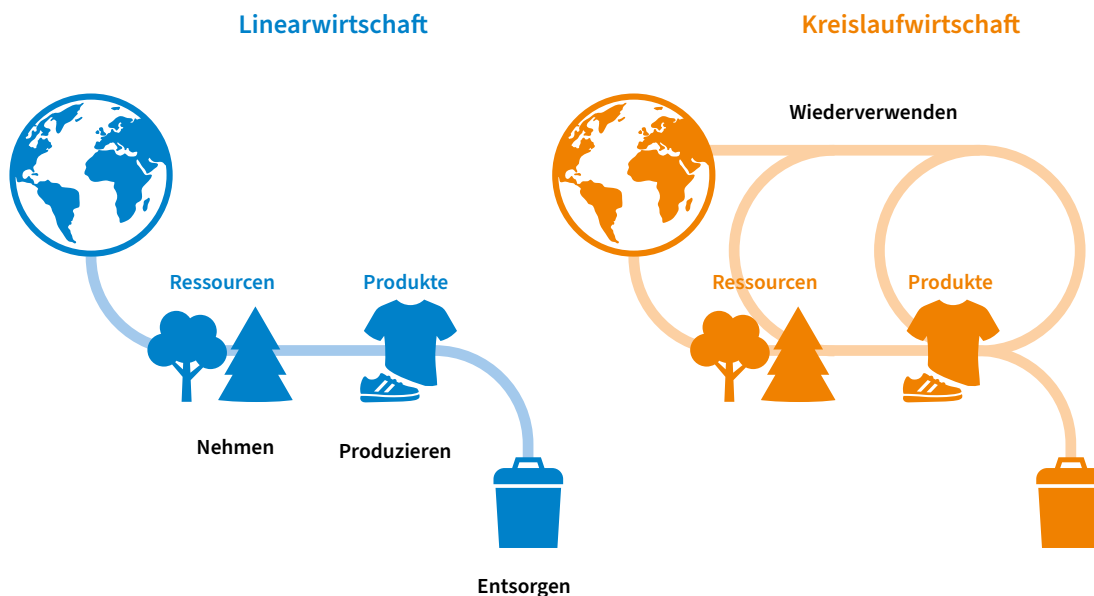 Linearwirtschaft
Kreislaufwirtschaft
Wiederverwenden
Ressourcen
Produkte
Ressourcen
Produkte
Nehmen
Produzieren
Entsorgen